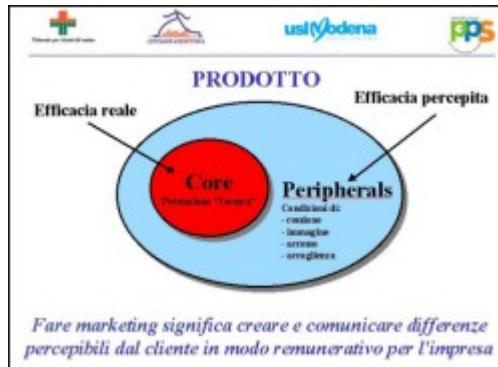 uslModena
pps
PRODOTTO
Efficacia reale
Efficacia percepita
Core
Prestazione "Tecnica"
Peripherals
Condizioni di:
- immagine
- accesso
- accoglienza
Fare marketing significa creare e comunicare differenze
percepibili dal cliente in modo remunerativo per l'impresa